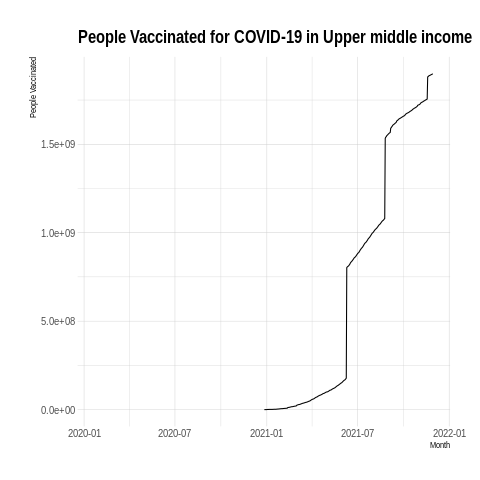 People Vaccinated for COVID-19 in Upper middle income
People Vaccinated
1.5e+09
1.0e+09
5.0e+08
0.0e+00
2020-01 2020-07 2021-01 2021-07 2022-01
Month